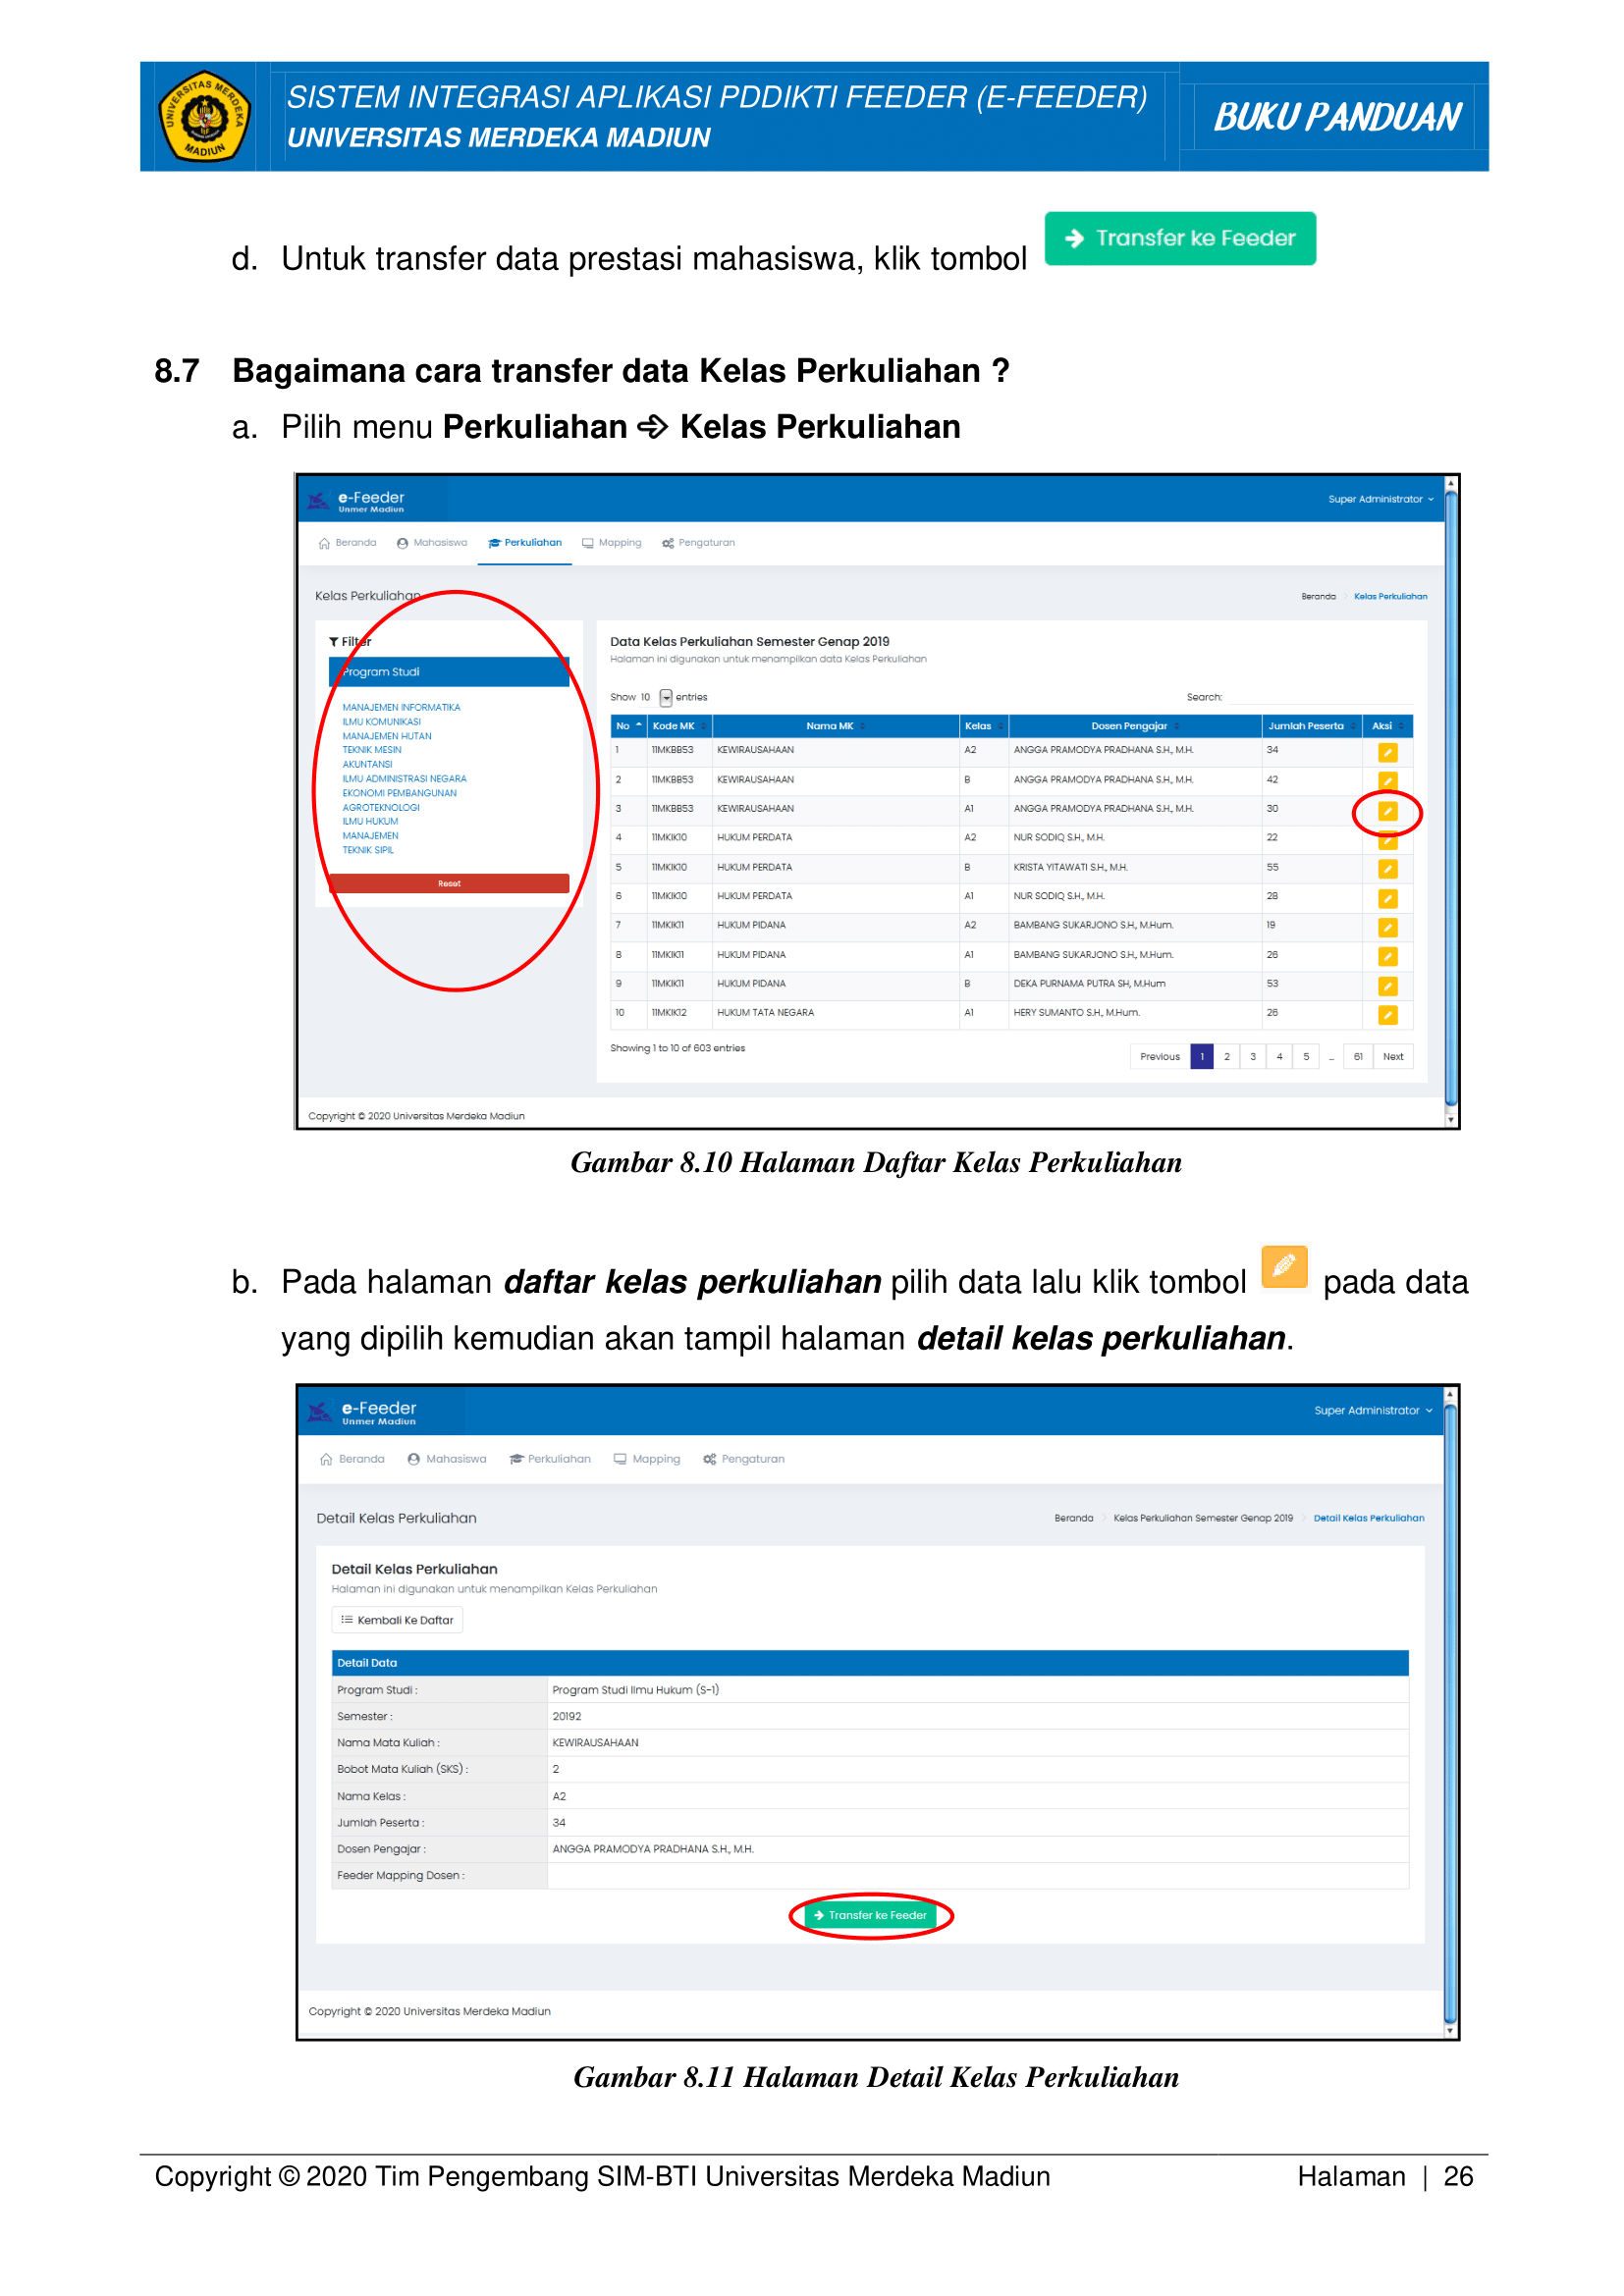 UNIVERSITAS MERDEKA
MADIUN
SISTEM INTEGRASI APLIKASI PDDIKTI FEEDER (E-FEEDER)
UNIVERSITAS MERDEKA MADIUN
BUKU PANDUAN
d. Untuk transfer data prestasi mahasiswa, klik tombol Transfer ke Feeder
8.7 Bagaimana cara transfer data Kelas Perkuliahan ?
a. Pilih menu Perkuliahan ➩ Kelas Perkuliahan
e-Feeder
Unmer Madiun
Super Administrator
Beranda Mahasiswa Perkuliahan Mapping Pengaturan
Kelas Perkuliahan
Beranda > Kelas Perkuliahan
Filter
Program Studi
MANAJEMEN INFORMATIKA
ILMU KOMUNIKASI
MANAJEMEN HUTAN
TEKNIK MESIN
AKUNTANSI
ILMU ADMINISTRASI NEGARA
EKONOMI PEMBANGUNAN
AGROTEKNOLOGI
ILMU HUKUM
MANAJEMEN
TEKNIK SIPIL
Reset
Data Kelas Perkuliahan Semester Genap 2019
Halaman ini digunakan untuk menampilkan data Kelas Perkuliahan
Show 10 entries Search:
No Kode MK Nama MK Kelas Dosen Pengajar Jumlah Peserta Aksi
1 11MKBB53 KEWIRAUSAHAAN A2 ANGGA PRAMODYA PRADHANA S.H., M.H. 34
2 11MKBB53 KEWIRAUSAHAAN B ANGGA PRAMODYA PRADHANA S.H., M.H. 42
3 11MKBB53 KEWIRAUSAHAAN A1 ANGGA PRAMODYA PRADHANA S.H., M.H. 30
4 11MKIK10 HUKUM PERDATA A2 NUR SODIQ S.H., M.H. 22
5 11MKIK10 HUKUM PERDATA B KRISTA YITAWATI S.H., M.H. 55
6 11MKIK10 HUKUM PERDATA A1 NUR SODIQ S.H., M.H. 28
7 11MKIK11 HUKUM PIDANA A2 BAMBANG SUKARJONO S.H., M.Hum. 19
8 11MKIK11 HUKUM PIDANA A1 BAMBANG SUKARJONO S.H., M.Hum. 26
9 11MKIK11 HUKUM PIDANA B DEKA PURNAMA PUTRA SH, M.Hum 53
10 11MKIK12 HUKUM TATA NEGARA A1 HERY SUMANTO S.H., M.Hum. 26
Showing 1 to 10 of 603 entries
Previous 1 2 3 4 5 … 61 Next
Copyright © 2020 Universitas Merdeka Madiun
Gambar 8.10 Halaman Daftar Kelas Perkuliahan
b. Pada halaman daftar kelas perkuliahan pilih data lalu klik tombol pada data
yang dipilih kemudian akan tampil halaman detail kelas perkuliahan.
e-Feeder
Unmer Madiun
Super Administrator
Beranda Mahasiswa Perkuliahan Mapping Pengaturan
Detail Kelas Perkuliahan
Beranda > Kelas Perkuliahan Semester Genap 2019 > Detail Kelas Perkuliahan
Detail Kelas Perkuliahan
Halaman ini digunakan untuk menampilkan Kelas Perkuliahan
Kembali Ke Daftar
Detail Data
Program Studi : Program Studi Ilmu Hukum (S-1)
Semester : 20192
Nama Mata Kuliah : KEWIRAUSAHAAN
Bobot Mata Kuliah (SKS) : 2
Nama Kelas : A2
Jumlah Peserta : 34
Dosen Pengajar : ANGGA PRAMODYA PRADHANA S.H., M.H.
Feeder Mapping Dosen :
Transfer ke Feeder
Copyright © 2020 Universitas Merdeka Madiun
Gambar 8.11 Halaman Detail Kelas Perkuliahan
Copyright © 2020 Tim Pengembang SIM-BTI Universitas Merdeka Madiun Halaman | 26